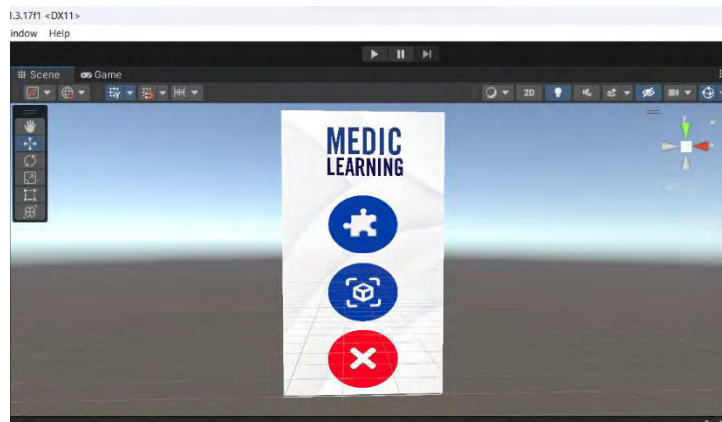 .3.17f1 <DX11>
indow Help
Scene Game
2D
y
MEDIC
LEARNING